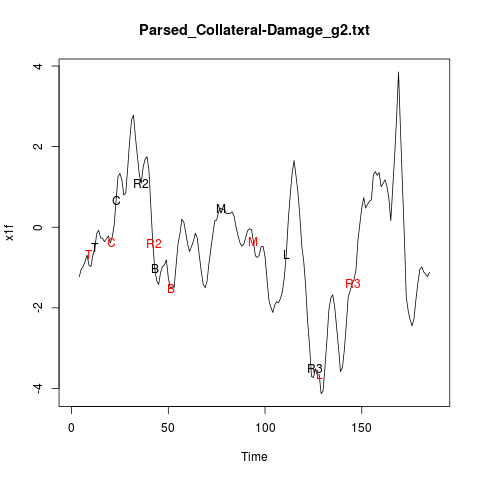 Parsed_Collateral-Damage_g2.txt
x1f
4
2
0
-2
-4
T
T
C
C
R2
R2
B
B
M
M
L
R3
L
R3
0
50
100
150
Time